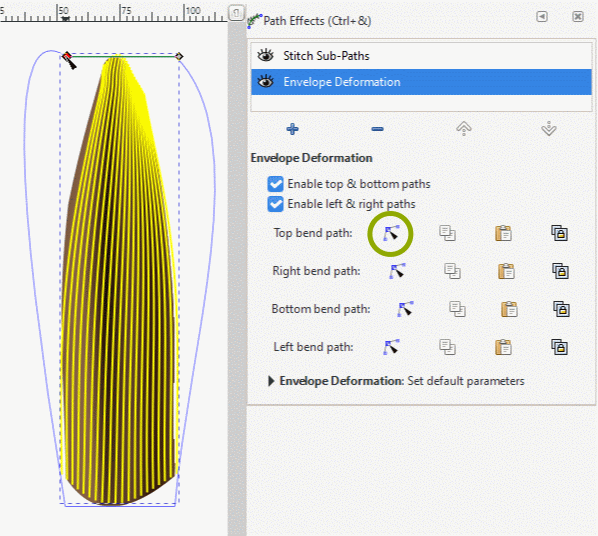 50 75 100
Path Effects (Ctrl+&)
Stitch Sub-Paths
Envelope Deformation
Envelope Deformation
Enable top & bottom paths
Enable left & right paths
Top bend path:
Right bend path:
Bottom bend path:
Left bend path:
Envelope Deformation: Set default parameters